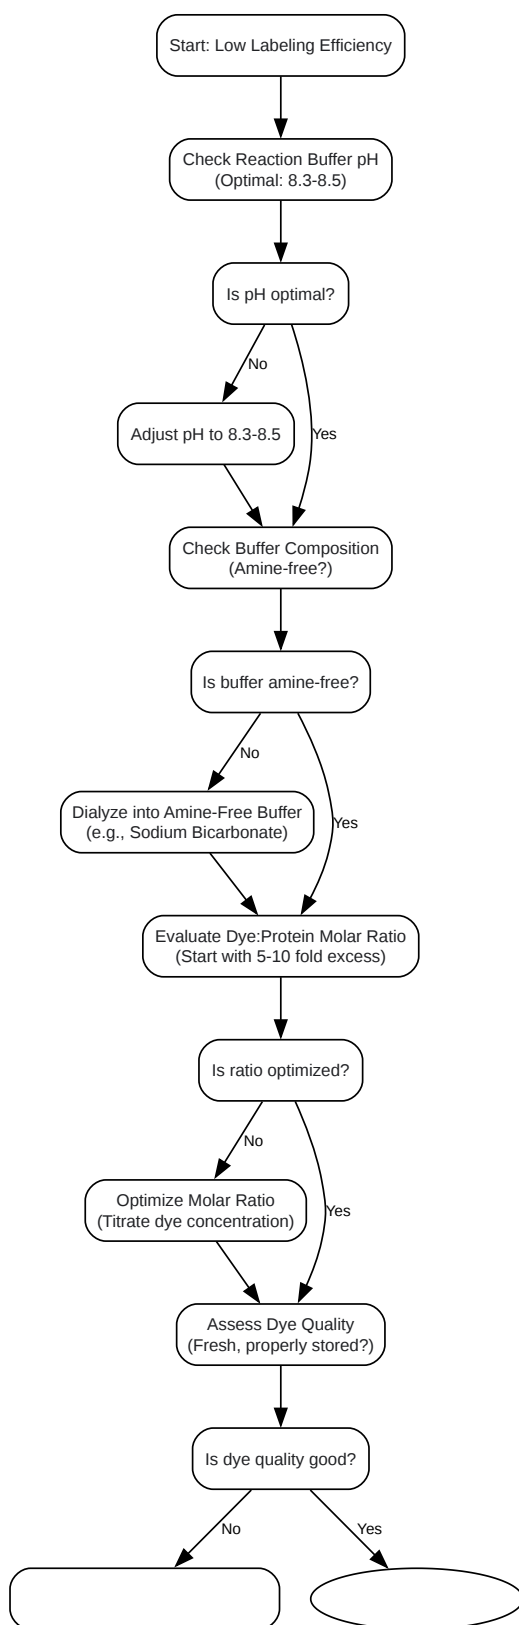 Start: Low Labeling Efficiency
Check Reaction Buffer pH
(Optimal: 8.3-8.5)
Is pH optimal?
No
Adjust pH to 8.3-8.5
Yes
Check Buffer Composition
(Amine-free?)
Is buffer amine-free?
No
Dialyze into Amine-Free Buffer
(e.g., Sodium Bicarbonate)
Yes
Evaluate Dye:Protein Molar Ratio
(Start with 5-10 fold excess)
Is ratio optimized?
No
Optimize Molar Ratio
(Titrate dye concentration)
Yes
Assess Dye Quality
(Fresh, properly stored?)
Is dye quality good?
No
Yes